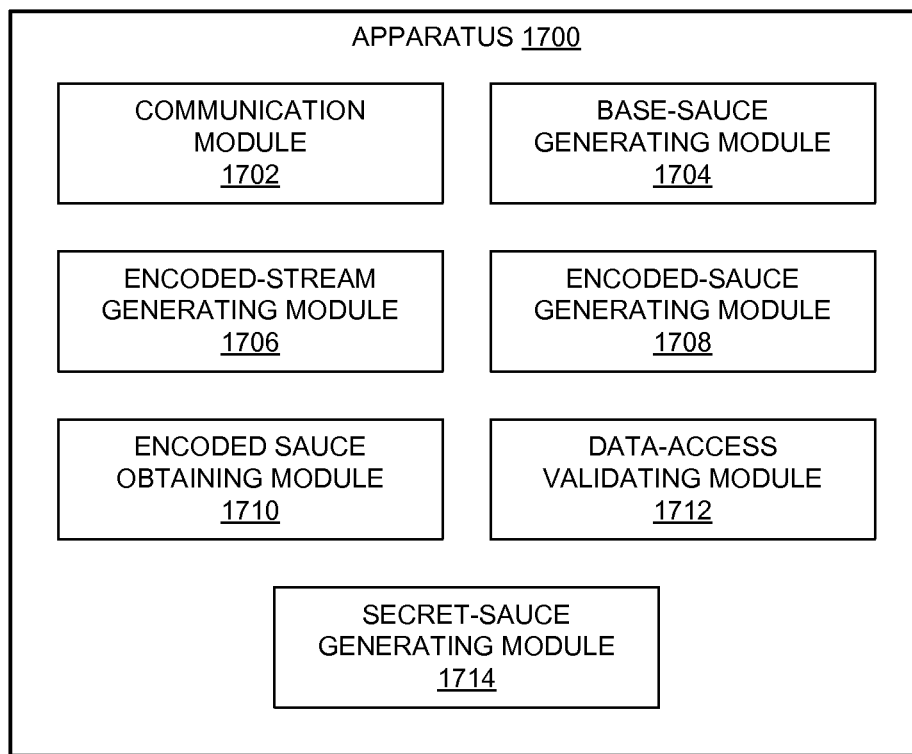 APPARATUS 1700
COMMUNICATION
MODULE
1702
BASE-SAUCE
GENERATING MODULE
1704
ENCODED-STREAM
GENERATING MODULE
1706
ENCODED-SAUCE
GENERATING MODULE
1708
ENCODED SAUCE
OBTAINING MODULE
1710
DATA-ACCESS
VALIDATING MODULE
1712
SECRET-SAUCE
GENERATING MODULE
1714